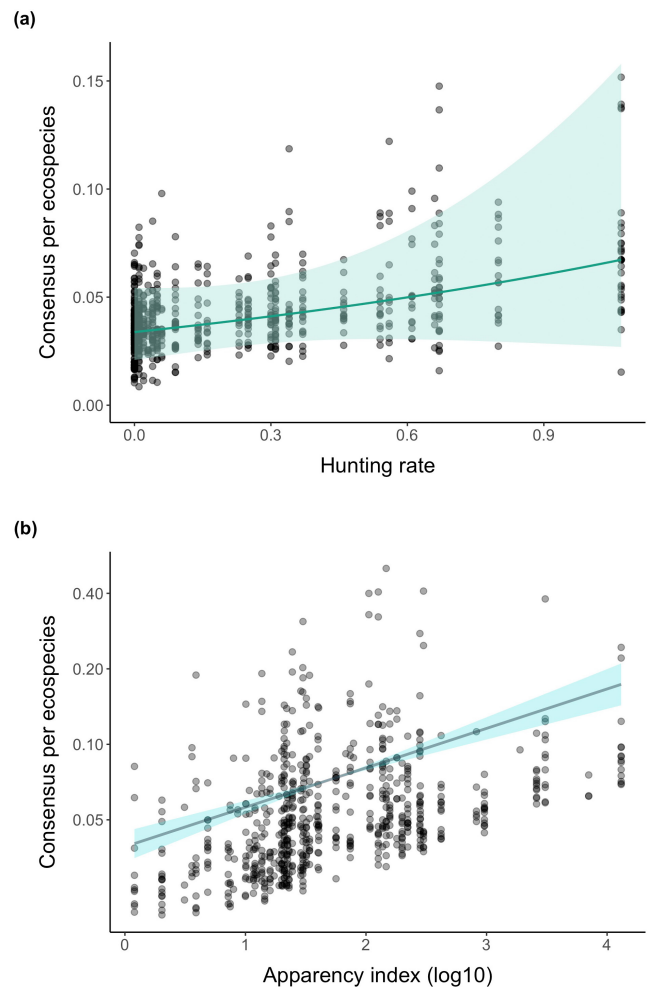 (a)
Consensus per ecospecies
0.15
0.10
0.05
0.00
0.0 0.3 0.6 0.9
Hunting rate
(b)
Consensus per ecospecies
0.40
0.20
0.10
0.05
0 1 2 3 4
Apparency index (log10)